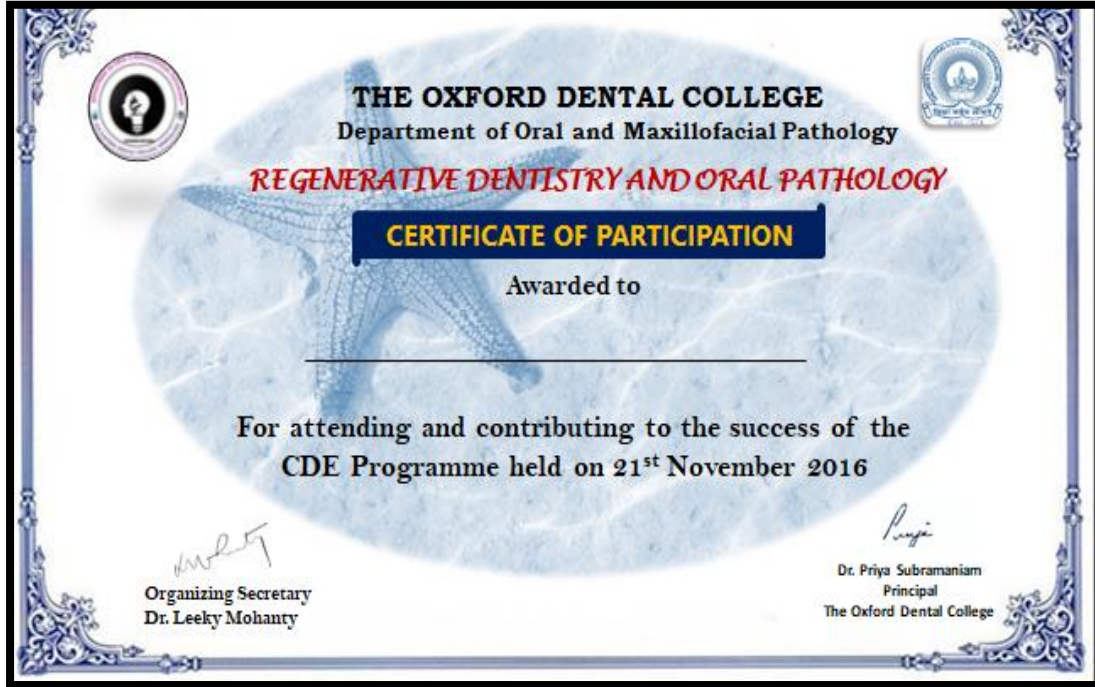 THE OXFORD DENTAL COLLEGE
Department of Oral and Maxillofacial Pathology
REGENERATIVE DENTISTRY AND ORAL PATHOLOGY
CERTIFICATE OF PARTICIPATION
Awarded to
For attending and contributing to the success of the
CDE Programme held on 21st November 2016
Organizing Secretary
Dr. Leeky Mohanty
Dr. Priya Subramaniam
Principal
The Oxford Dental College